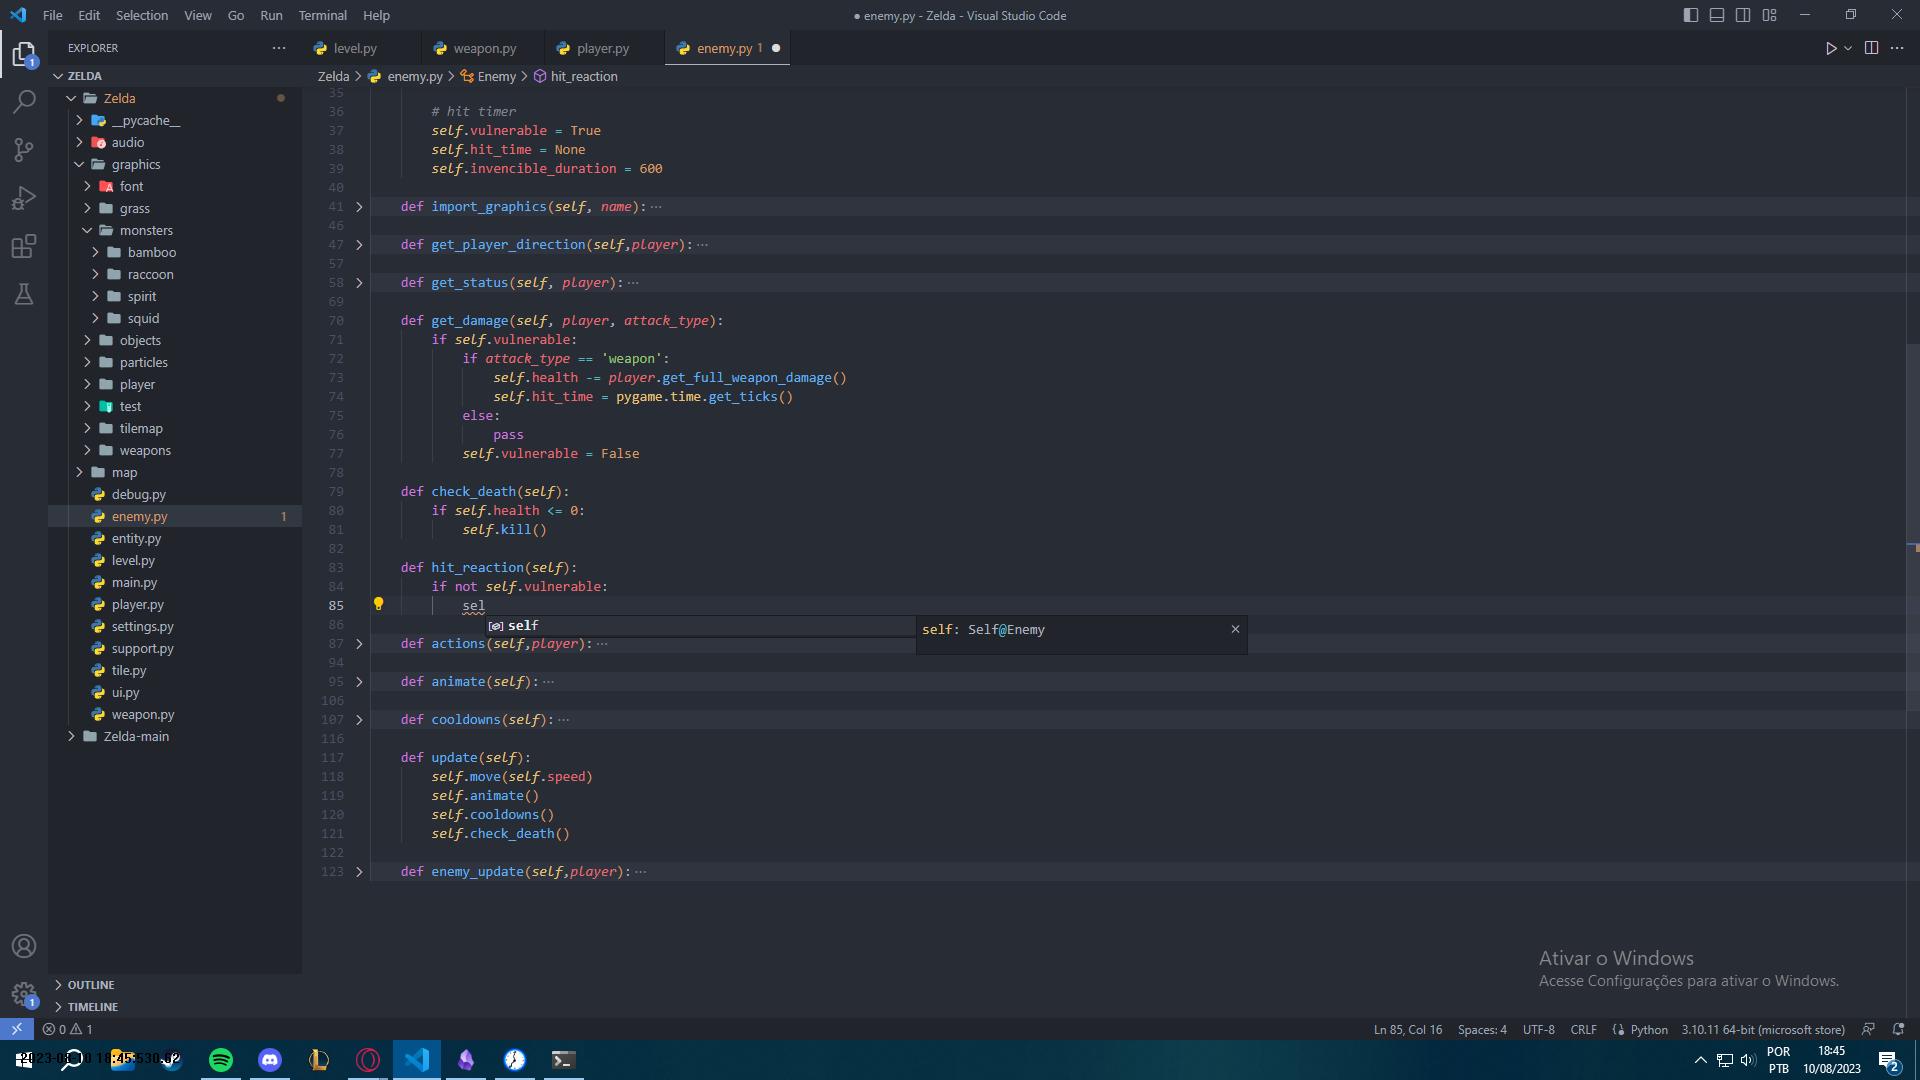 File Edit Selection View Go Run Terminal Help
● enemy.py - Zelda - Visual Studio Code
EXPLORER
level.py weapon.py player.py enemy.py 1
ZELDA
Zelda > enemy.py > Enemy > hit_reaction
Zelda
__pycache__
audio
graphics
font
grass
monsters
bamboo
raccoon
spirit
squid
objects
particles
player
test
tilemap
weapons
map
debug.py
enemy.py 1
entity.py
level.py
main.py
player.py
settings.py
support.py
tile.py
ui.py
weapon.py
Zelda-main
OUTLINE
TIMELINE
35
36 # hit timer
37 self.vulnerable = True
38 self.hit_time = None
39 self.invencible_duration = 600
40
41 def import_graphics(self, name):···
46
47 def get_player_direction(self,player):···
57
58 def get_status(self, player):···
69
70 def get_damage(self, player, attack_type):
71 if self.vulnerable:
72 if attack_type == 'weapon':
73 self.health -= player.get_full_weapon_damage()
74 self.hit_time = pygame.time.get_ticks()
75 else:
76 pass
77 self.vulnerable = False
78
79 def check_death(self):
80 if self.health <= 0:
81 self.kill()
82
83 def hit_reaction(self):
84 if not self.vulnerable:
85 sel
86
self
self: Self@Enemy
87 def actions(self,player):···
94
95 def animate(self):···
106
107 def cooldowns(self):···
116
117 def update(self):
118 self.move(self.speed)
119 self.animate()
120 self.cooldowns()
121 self.check_death()
122
123 def enemy_update(self,player):···
Ativar o Windows
Acesse Configurações para ativar o Windows.
0 1
Ln 85, Col 16 Spaces: 4 UTF-8 CRLF Python 3.10.11 64-bit (microsoft store)
POR
PTB
18:45
10/08/2023
2